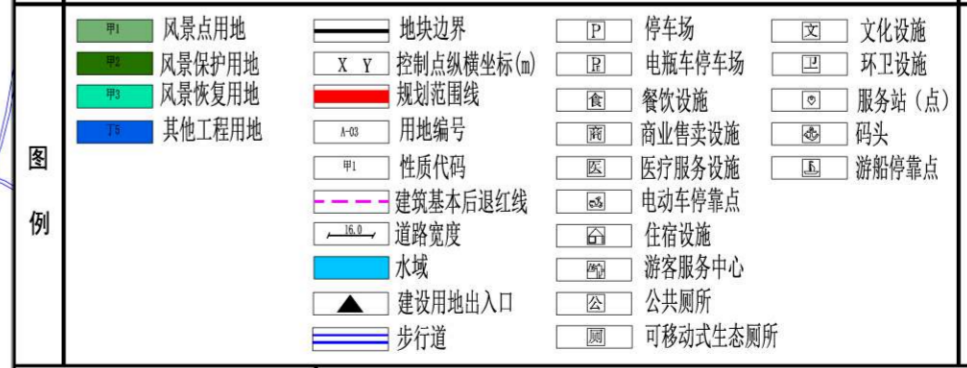 图例
甲1 风景点用地
甲2 风景保护用地
甲3 风景恢复用地
丁5 其他工程用地
地块边界
X Y 控制点纵横坐标(m)
规划范围线
A-03 用地编号
甲1 性质代码
建筑基本后退红线
16.0 道路宽度
水域
建设用地出入口
步行道
P 停车场
电瓶车停车场
食 餐饮设施
商 商业售卖设施
医 医疗服务设施
电动车停靠点
住宿设施
游客服务中心
公 公共厕所
厕 可移动式生态厕所
文 文化设施
环卫设施
服务站（点）
码头
游船停靠点